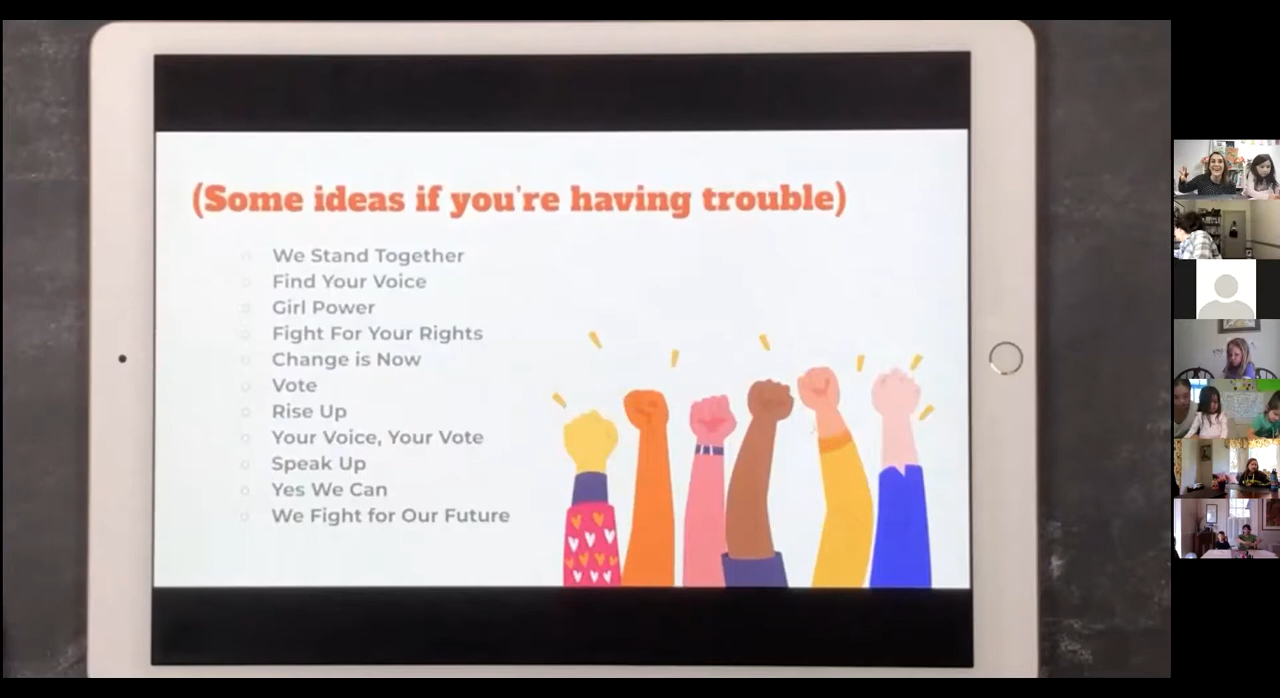 (Some ideas if you're having trouble)
We Stand Together
Find Your Voice
Girl Power
Fight For Your Rights
Change is Now
Vote
Rise Up
Your Voice, Your Vote
Speak Up
Yes We Can
We Fight for Our Future